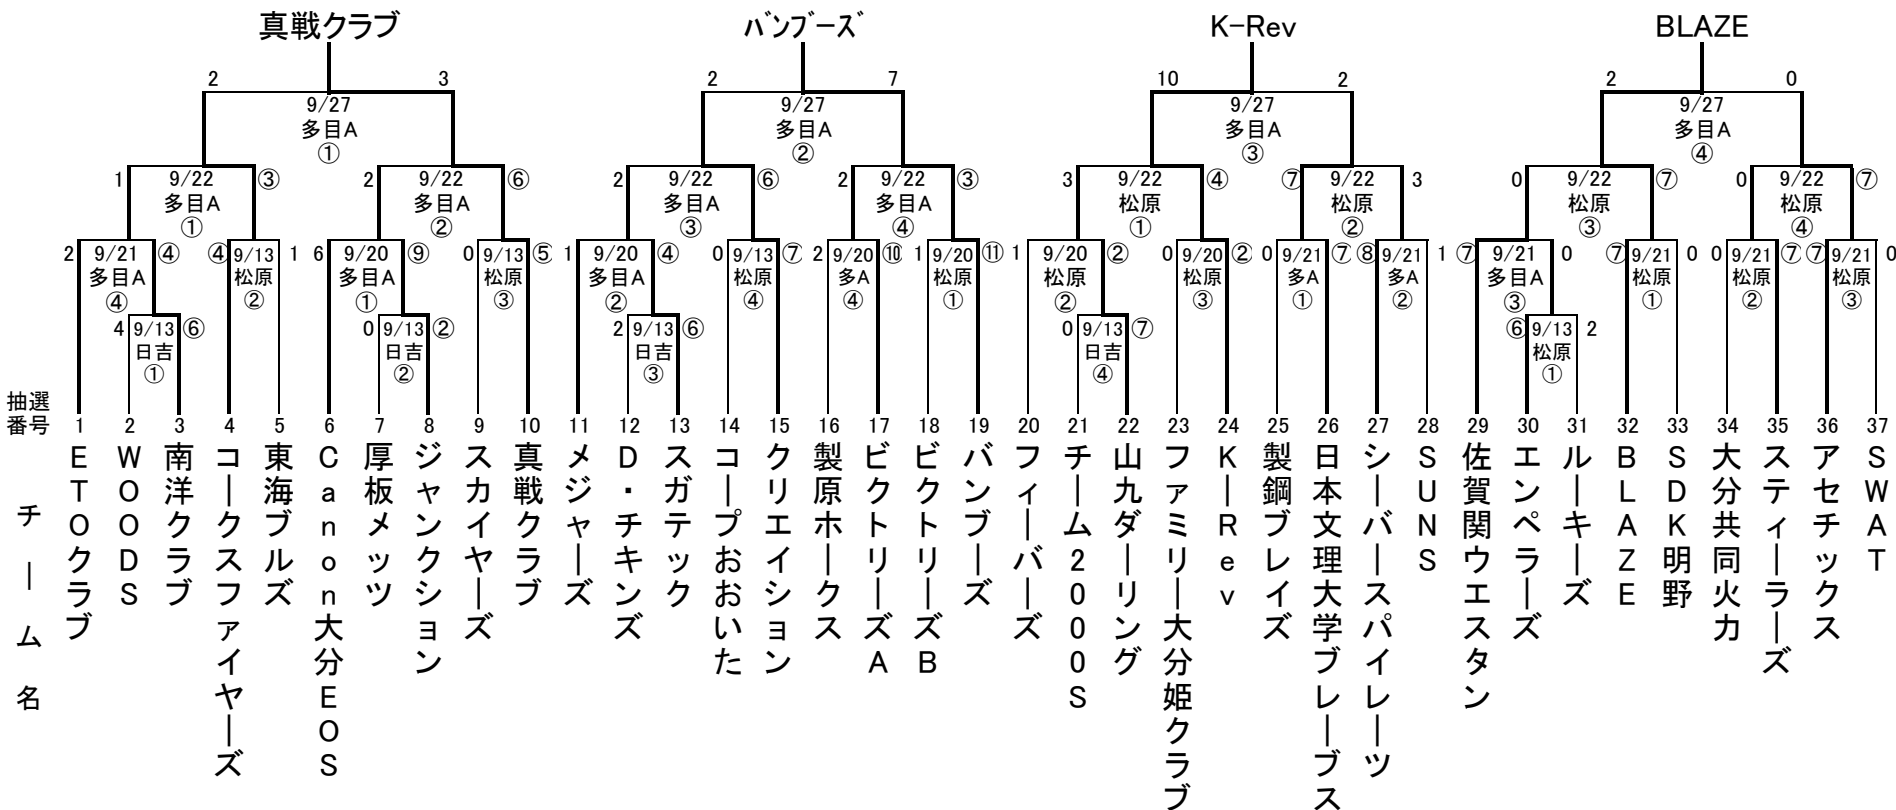 真戦クラブ ﾊﾞﾝﾌﾞｰｽﾞ K-Rev BLAZE
2 3 2 7 10 2 2 0
9/27 9/27 9/27 9/27
多目A 多目A 多目A 多目A
① ② ③ ④
1 9/22 ③ 2 9/22 ⑥ 2 9/22 ⑥ 2 9/22 ③ 3 9/22 ④ ⑦ 9/22 3 0 9/22 ⑦ 0 9/22 ⑦
多目A 多目A 多目A 多目A 松原 松原 松原 松原
① ② ③ ④ ① ② ③ ④
2 9/21 ④ ④ 9/13 1 6 9/20 ⑨ 0 9/13 ⑤ 1 9/20 ④ 0 9/13 ⑦ 2 9/20 ⑩ 1 9/20 ⑪ 1 9/20 ② 0 9/20 ② 0 9/21 ⑦ ⑧ 9/21 1 ⑦ 9/21 0 ⑦ 9/21 0 0 9/21 ⑦ ⑦ 9/21 0
多目A 松原 多目A 松原 多目A 松原 多A 松原 松原 松原 多A 多A 多目A 松原 松原 松原
④ ② ① ③ ② ④ ④ ① ② ③ ① ② ③ ① ② ③
4 9/13 ⑥ 0 9/13 ② 2 9/13 ⑥ 0 9/13 ⑦ ⑥ 9/13 2
日吉 日吉 日吉 日吉 松原
① ② ③ ④ ①
抽選
番号 1 2 3 4 5 6 7 8 9 10 11 12 13 14 15 16 17 18 19 20 21 22 23 24 25 26 27 28 29 30 31 32 33 34 35 36 37
チーム名
ETOクラブ
WOODS
南洋クラブ
コークスファイヤーズ
東海ブルズ
Canon大分EOS
厚板メッツ
ジャンクション
スカイヤーズ
真戦クラブ
メジャーズ
D・チキンズ
スガテック
コープおおいた
クリエイション
製原ホークス
ビクトリーズA
ビクトリーズB
バンブーズ
フィーバーズ
チーム2000S
山九ダーリング
ファミリー大分姫クラブ
K-Rev
製鋼ブレイズ
日本文理大学ブレーブス
シーバースパイレーツ
SUNS
佐賀関ウエスタン
エンペラーズ
ルーキーズ
BLAZE
SDK明野
大分共同火力
スティーラーズ
アセチックス
SWAT